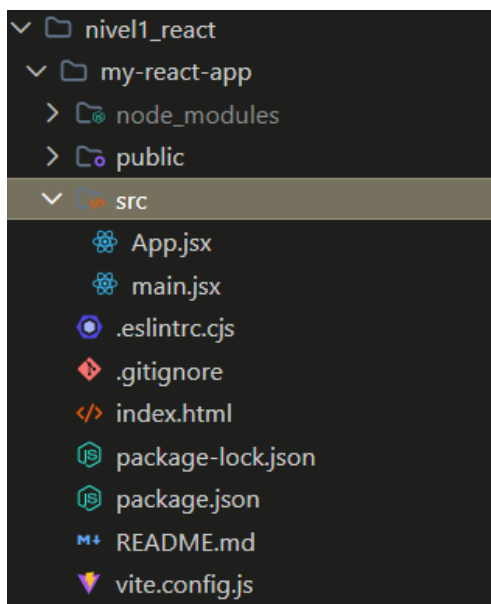 nivel1_react
my-react-app
node_modules
public
src
App.jsx
main.jsx
.eslintrc.cjs
.gitignore
index.html
package-lock.json
package.json
README.md
vite.config.js